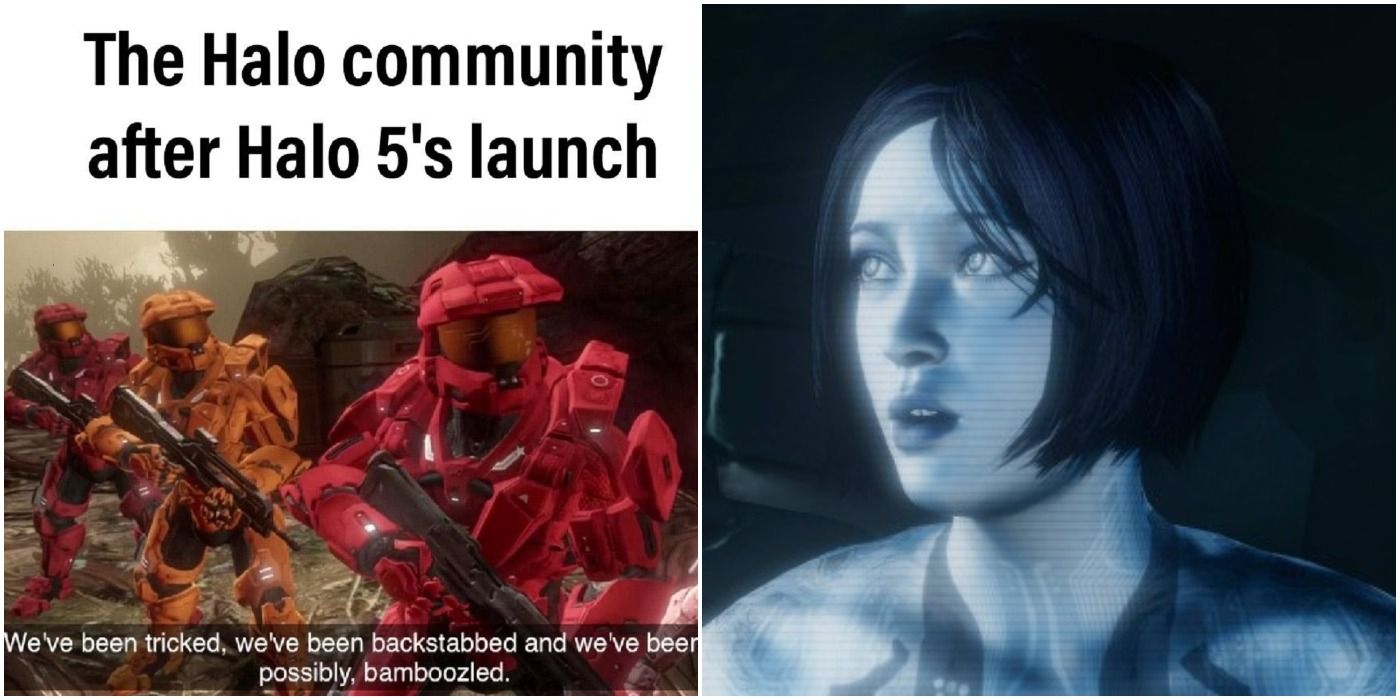 The Halo community
after Halo 5's launch
We've been tricked, we've been backstabbed and we've been
possibly, bamboozled.